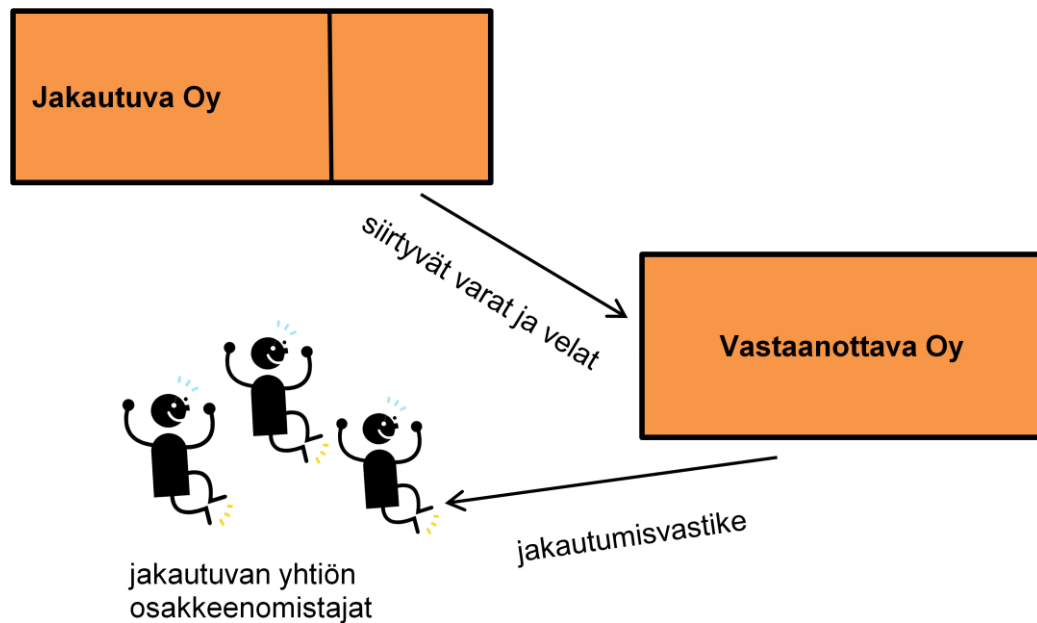 Jakautuva Oy
siirtyvät varat ja velat
Vastaanottava Oy
jakautumisvastike
jakautuvan yhtiön
osakkeenomistajat